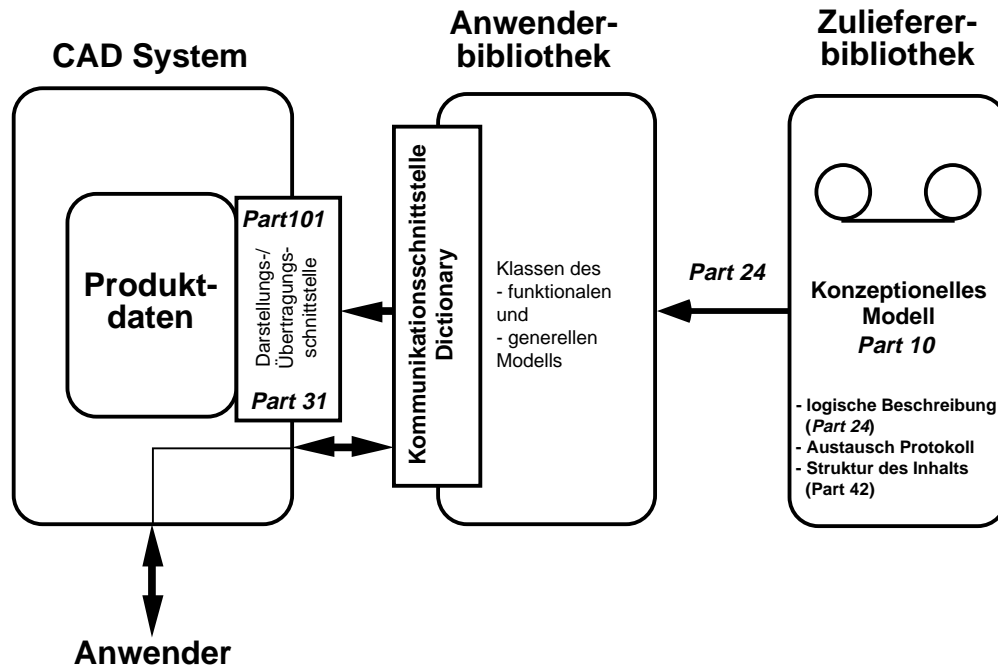 CAD System
Anwender-
bibliothek
Zulieferer-
bibliothek
Produkt-
daten
Part101
Darstellungs-/
Übertragungs-
schnittstelle
Part 31
Kommunikationsschnittstelle
Dictionary
Klassen des
- funktionalen
und
- generellen
Modells
Part 24
Konzeptionelles
Modell
Part 10
- logische Beschreibung
(Part 24)
- Austausch Protokoll
- Struktur des Inhalts
(Part 42)
Anwender